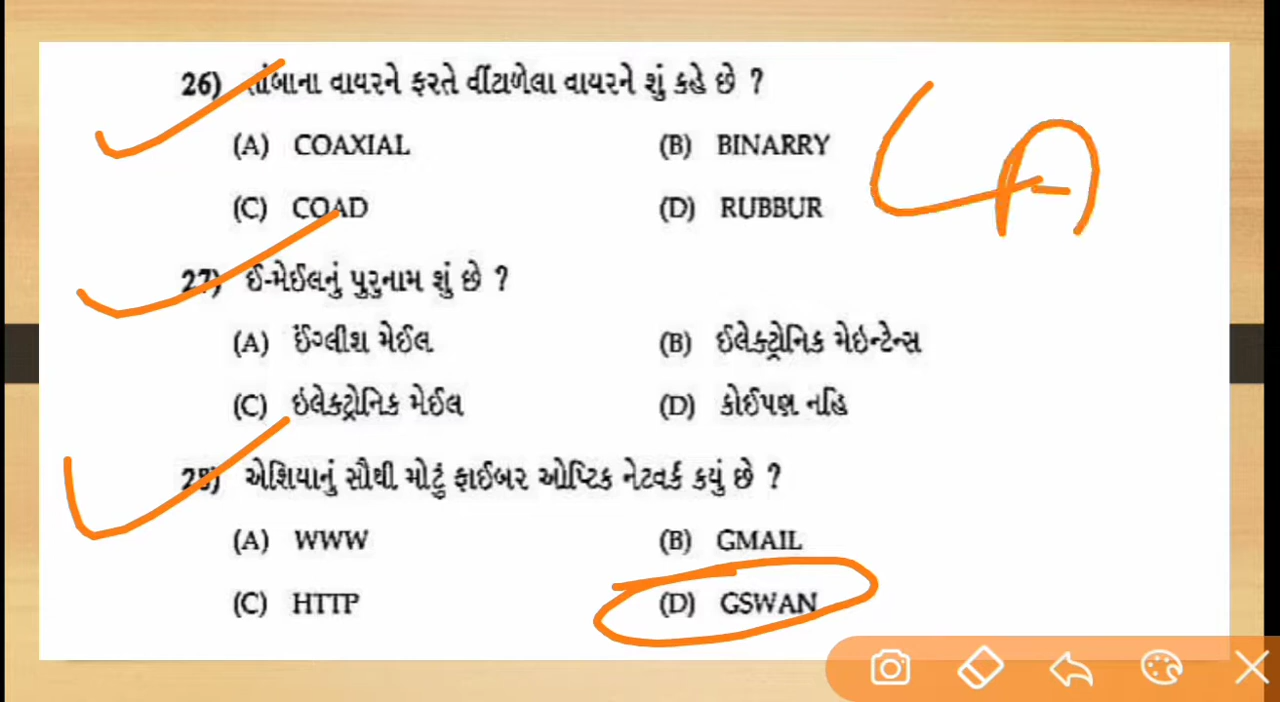 26) તાંબાના વાયરને ફરતે વીંટાળેલા વાયરને શું કહે છે ?
(A) COAXIAL (B) BINARRY
(C) COAD (D) RUBBUR
A
27) ઈ-મેઈલનું પુરુનામ શું છે ?
(A) ઈંગ્લીશ મેઈલ (B) ઈલેક્ટ્રોનિક મેઇન્ટેન્સ
(C) ઇલેક્ટ્રોનિક મેઈલ (D) કોઈપણ નહિ
28) એશિયાનું સૌથી મોટું ફાઈબર ઓપ્ટિક નેટવર્ક કયું છે ?
(A) WWW (B) GMAIL
(C) HTTP (D) GSWAN